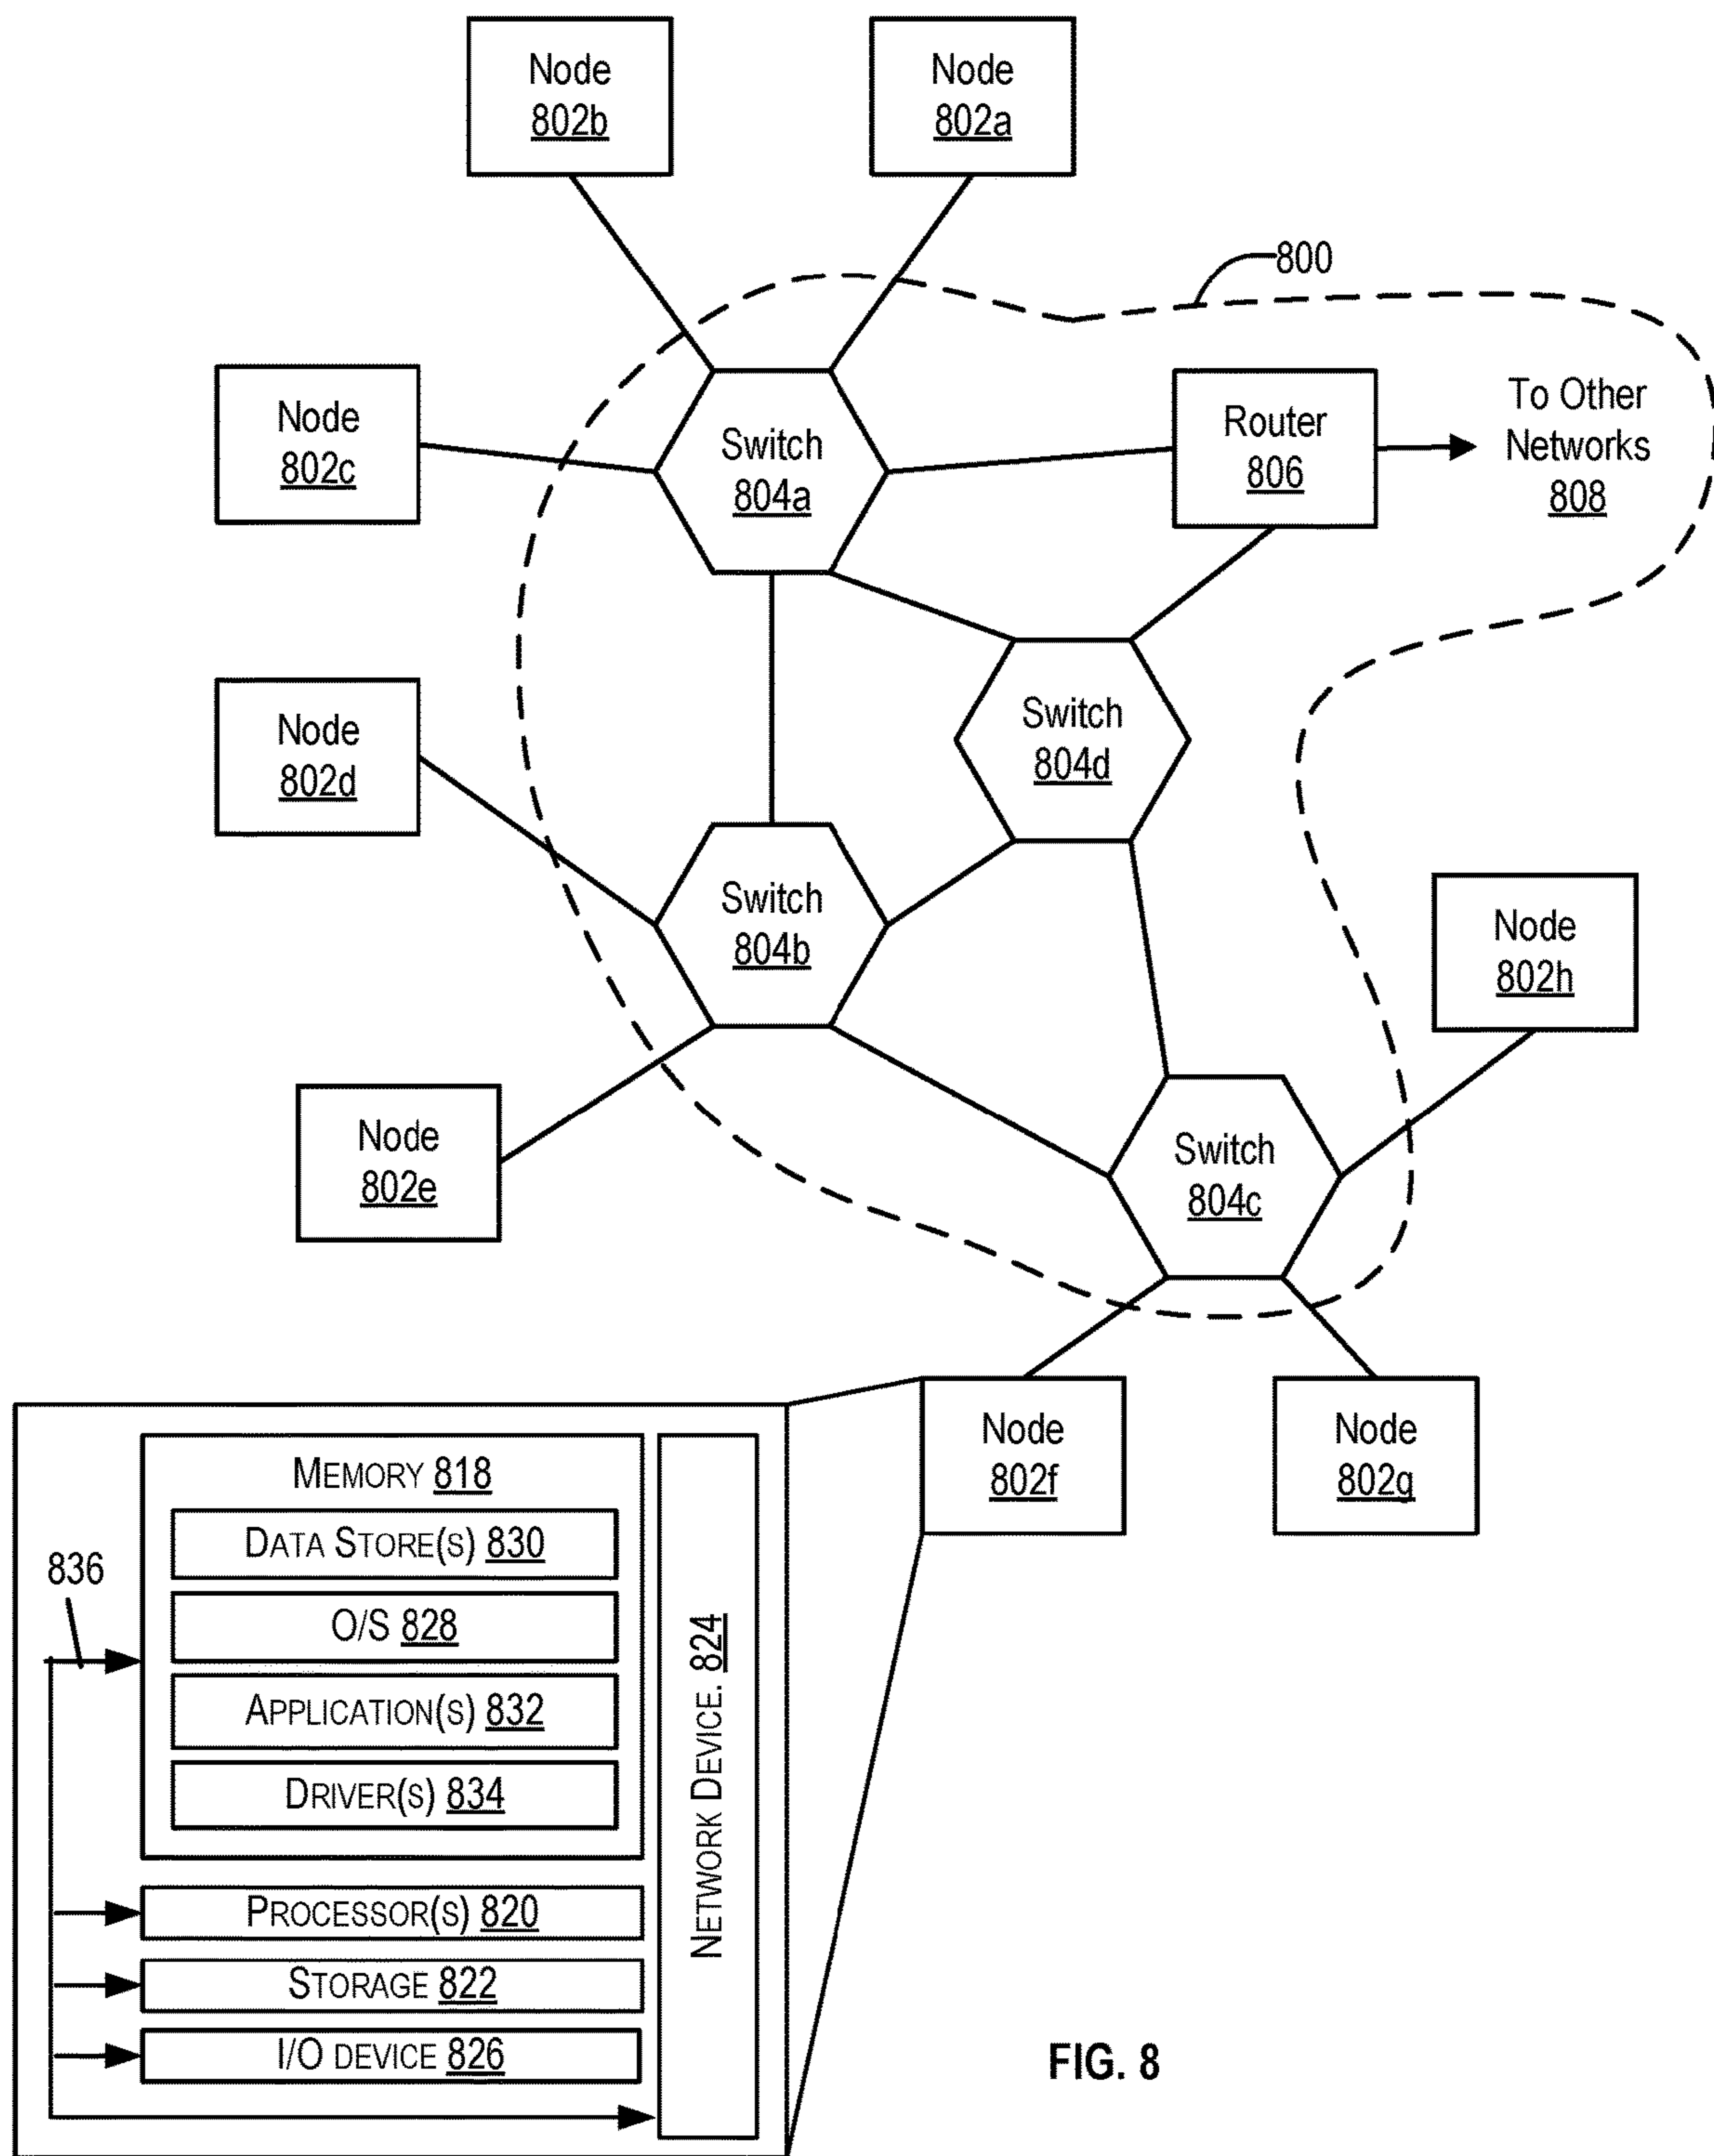 Node
802b
Node
802a
800
Node
802c
Switch
804a
Router
806
To Other
Networks
808
Node
802d
Switch
804d
Switch
804b
Node
802h
Node
802e
Switch
804c
Node
802f
Node
802g
MEMORY 818
DATA STORE(S) 830
836
O/S 828
APPLICATION(S) 832
DRIVER(S) 834
NETWORK DEVICE. 824
PROCESSOR(S) 820
STORAGE 822
I/O DEVICE 826
FIG. 8